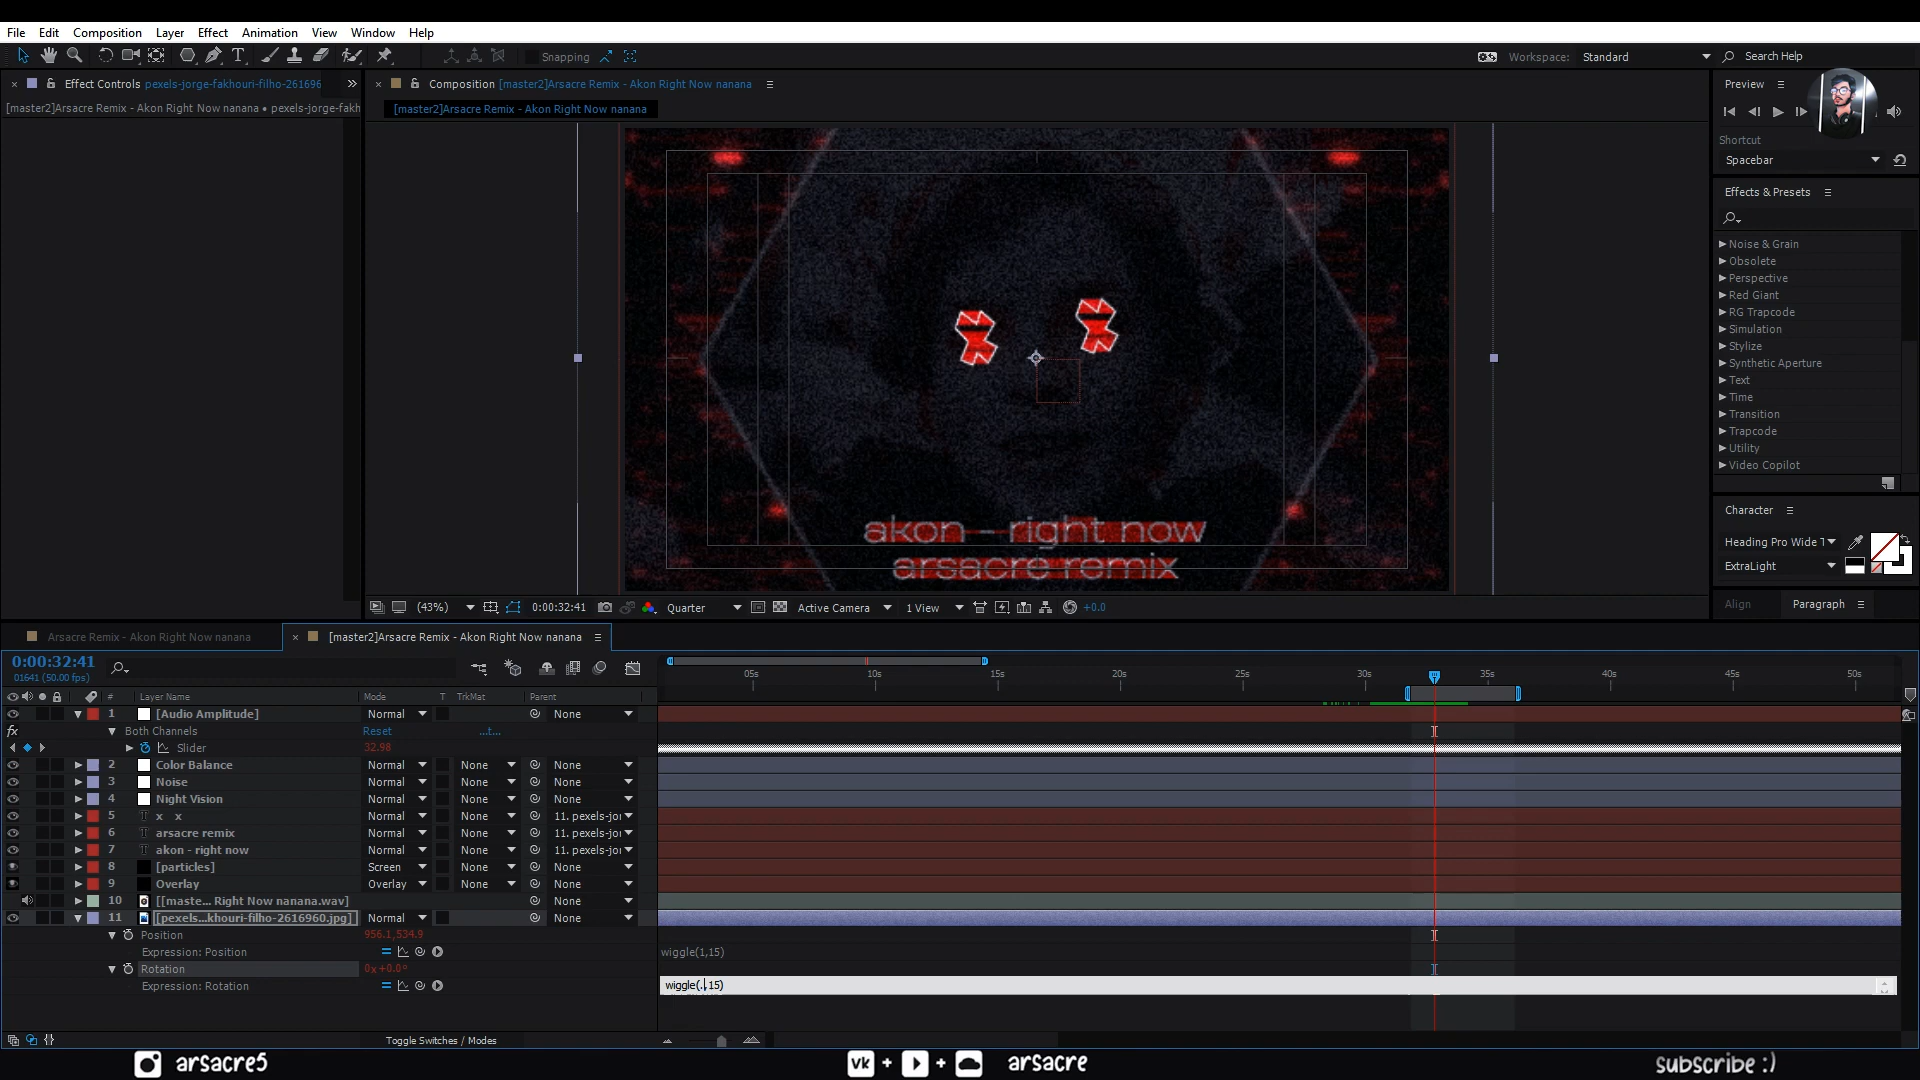 File Edit Composition Layer Effect Animation View Window Help
Snapping
Workspace: Standard Search Help
Effect Controls pexels-jorge-fakhouri-filho-261696
[master2]Arsacre Remix - Akon Right Now nanana • pexels-jorge-fakh
Composition [master2]Arsacre Remix - Akon Right Now nanana
[master2]Arsacre Remix - Akon Right Now nanana
akon - right now
arsacre remix
(43%) 0:00:32:41 Quarter Active Camera 1 View +0.0
Preview
Shortcut
Spacebar
Effects & Presets
Noise & Grain
Obsolete
Perspective
Red Giant
RG Trapcode
Simulation
Stylize
Synthetic Aperture
Text
Time
Transition
Trapcode
Utility
Video Copilot
Character
Heading Pro Wide T
ExtraLight
Align Paragraph
Arsacre Remix - Akon Right Now nanana [master2]Arsacre Remix - Akon Right Now nanana
0:00:32:41
01641 (50.00 fps)
05s 10s 15s 20s 25s 30s 35s 40s 45s 50s
# Layer Name Mode T TrkMat Parent
1 [Audio Amplitude] Normal None
fx Both Channels Reset ...t...
Slider 32.98
2 Color Balance Normal None None
3 Noise Normal None None
4 Night Vision Normal None None
5 T x x Normal None 11. pexels-jor
6 T arsacre remix Normal None 11. pexels-jor
7 T akon - right now Normal None 11. pexels-jor
8 [particles] Screen None None
9 Overlay Overlay None None
10 [[maste... Right Now nanana.wav] None
11 [pexels...khouri-filho-2616960.jpg] Normal None
Position 956.1,534.9
Expression: Position wiggle(1,15)
Rotation 0x+0.0°
Expression: Rotation wiggle(.,15)
Toggle Switches / Modes
arsacre5 vk + + arsacre subscribe :)